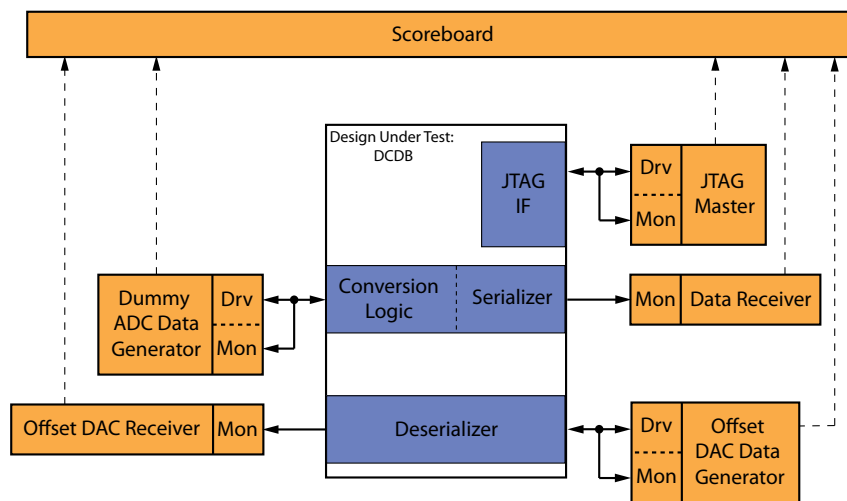 Scoreboard
Design Under Test:
DCDB
JTAG
IF
Drv
Mon
JTAG
Master
Dummy
ADC Data
Generator
Drv
Mon
Conversion
Logic
Serializer
Mon
Data Receiver
Offset DAC Receiver
Mon
Deserializer
Drv
Mon
Offset
DAC Data
Generator